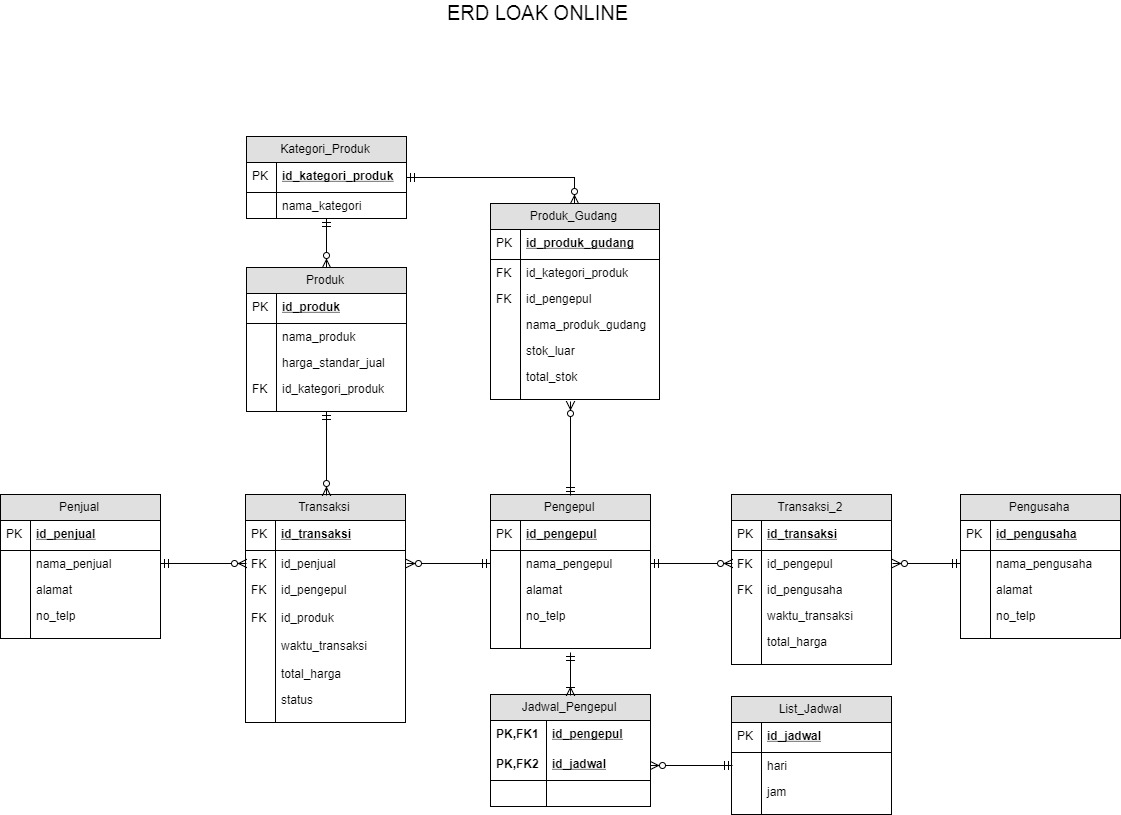 ERD LOAK ONLINE
Kategori_Produk
PK id_kategori_produk
nama_kategori
Produk_Gudang
PK id_produk_gudang
FK id_kategori_produk
FK id_pengepul
nama_produk_gudang
stok_luar
total_stok
Produk
PK id_produk
nama_produk
harga_standar_jual
FK id_kategori_produk
Penjual
PK id_penjual
nama_penjual
alamat
no_telp
Transaksi
PK id_transaksi
FK id_penjual
FK id_pengepul
FK id_produk
waktu_transaksi
total_harga
status
Pengepul
PK id_pengepul
nama_pengepul
alamat
no_telp
Transaksi_2
PK id_transaksi
FK id_pengepul
FK id_pengusaha
waktu_transaksi
total_harga
Pengusaha
PK id_pengusaha
nama_pengusaha
alamat
no_telp
Jadwal_Pengepul
PK,FK1 id_pengepul
PK,FK2 id_jadwal
List_Jadwal
PK id_jadwal
hari
jam